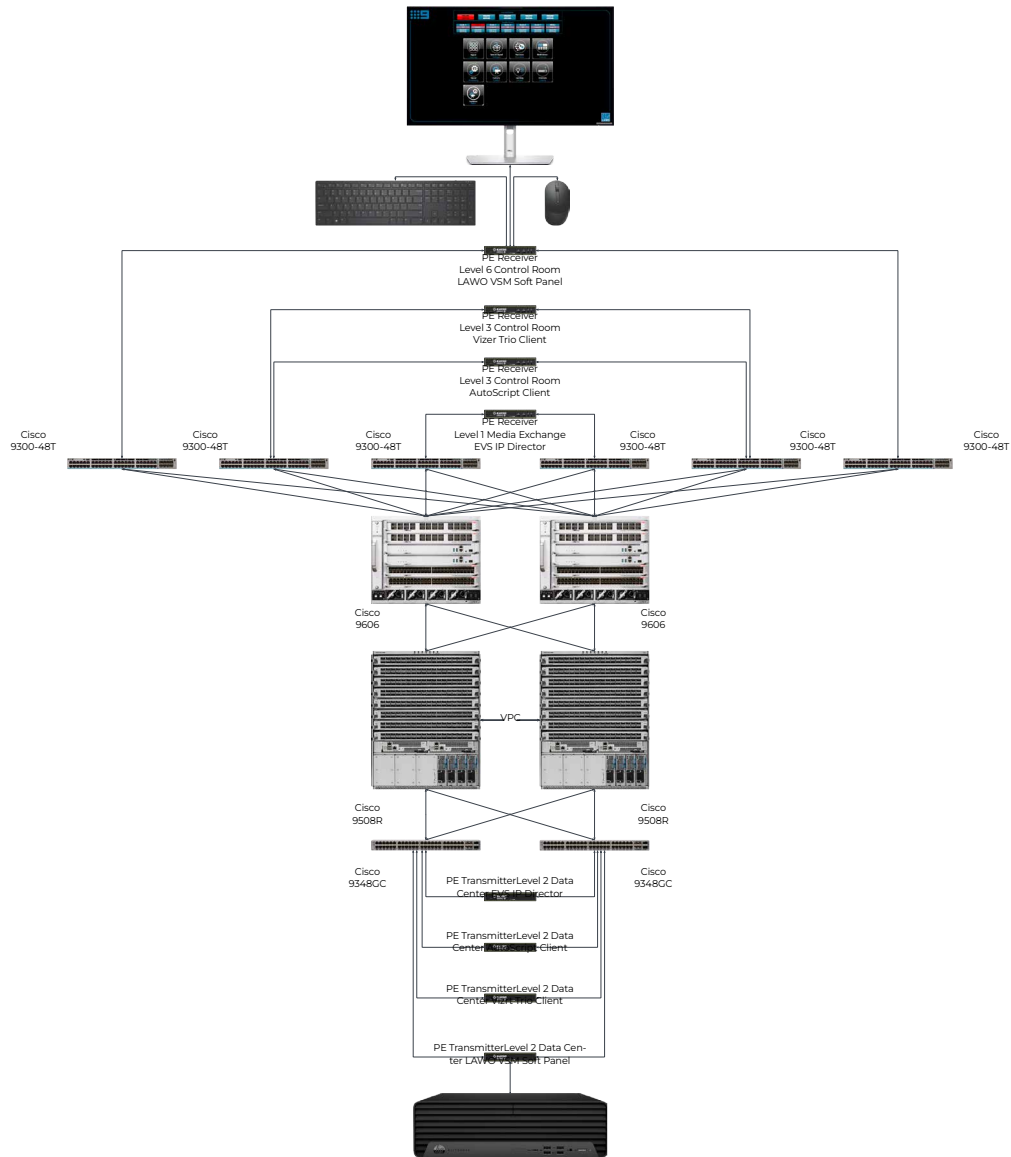 PE Receiver
Level 6 Control Room
LAWO VSM Soft Panel
PE Receiver
Level 3 Control Room
Vizer Trio Client
PE Receiver
Level 3 Control Room
AutoScript Client
PE Receiver
Level 1 Media Exchange
EVS IP Director
Cisco
9300-48T
Cisco
9300-48T
Cisco
9300-48T
Cisco
9300-48T
Cisco
9300-48T
Cisco
9300-48T
Cisco
9606
Cisco
9606
VPC
Cisco
9508R
Cisco
9508R
Cisco
9348GC
Cisco
9348GC
PE TransmitterLevel 2 Data
Center EVS IP Director
PE TransmitterLevel 2 Data
Center AutoScript Client
PE TransmitterLevel 2 Data
Center Vizrt Trio Client
PE TransmitterLevel 2 Data Cen-
ter LAWO VSM Soft Panel